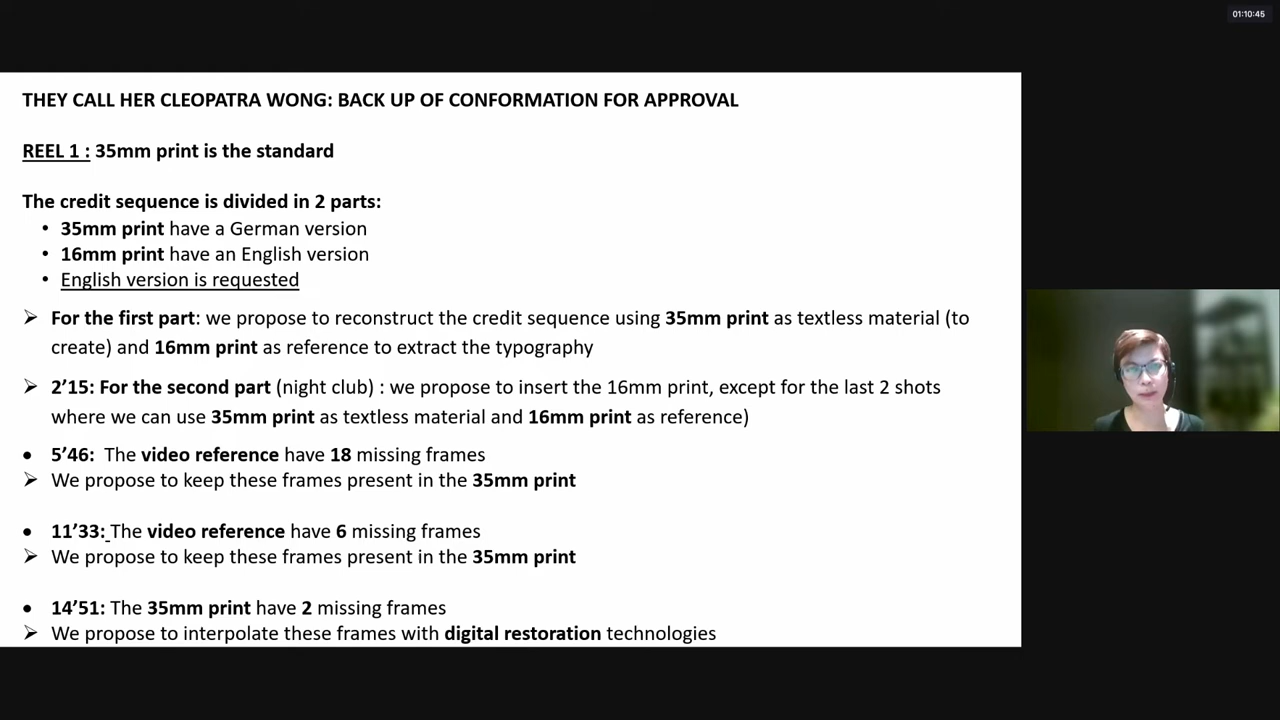 01:10:45
THEY CALL HER CLEOPATRA WONG: BACK UP OF CONFORMATION FOR APPROVAL
REEL 1 : 35mm print is the standard
The credit sequence is divided in 2 parts:
• 35mm print have a German version
• 16mm print have an English version
• English version is requested
➢ For the first part: we propose to reconstruct the credit sequence using 35mm print as textless material (to
create) and 16mm print as reference to extract the typography
➢ 2’15: For the second part (night club) : we propose to insert the 16mm print, except for the last 2 shots
where we can use 35mm print as textless material and 16mm print as reference)
• 5’46: The video reference have 18 missing frames
➢ We propose to keep these frames present in the 35mm print
• 11’33: The video reference have 6 missing frames
➢ We propose to keep these frames present in the 35mm print
• 14’51: The 35mm print have 2 missing frames
➢ We propose to interpolate these frames with digital restoration technologies